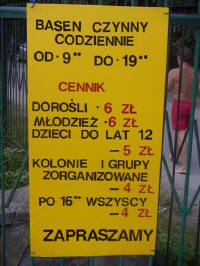 BASEN CZYNNY
CODZIENNIE
OD · 9⁰⁰ DO · 19⁰⁰
CENNIK
DOROŚLI · 6 ZŁ
MŁODZIEŻ · 6 ZŁ
DZIECI DO LAT 12
– 5 ZŁ
KOLONIE I GRUPY
ZORGANIZOWANE
– 4 ZŁ
PO 16⁰⁰ WSZYSCY
– 4 ZŁ
ZAPRASZAMY